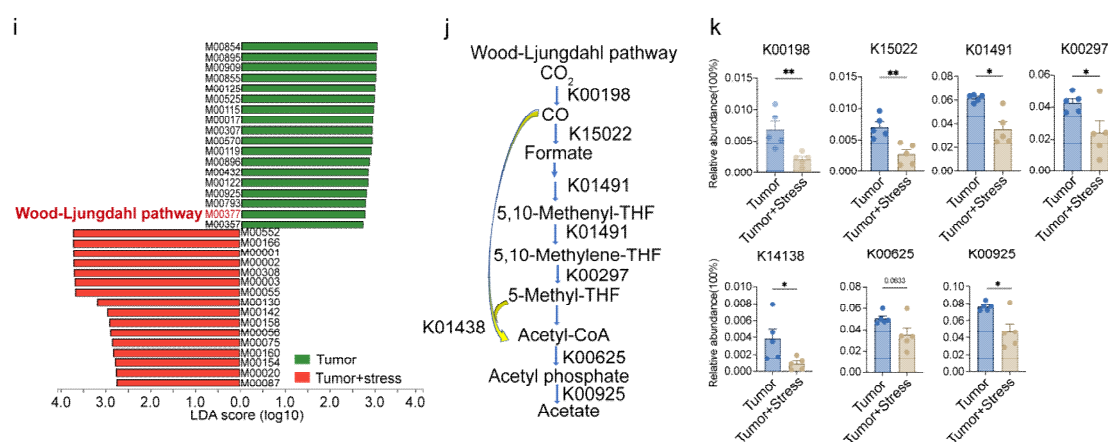 i
M00854
M00895
M00909
M00855
M00125
M00525
M00115
M00017
M00307
M00570
M00119
M00896
M00432
M00122
M00925
M00793
Wood-Ljungdahl pathway M00377
M00357
M00552
M00166
M00001
M00002
M00308
M00003
M00055
M00130
M00142
M00158
M00056
M00075
M00160
M00154
M00020
M00087
Tumor
Tumor+stress
4.0 3.0 2.0 1.0 0.0 1.0 2.0 3.0 4.0
LDA score (log10)
j
Wood-Ljungdahl pathway
CO2
K00198
CO
K15022
Formate
K01491
5,10-Methenyl-THF
K01491
5,10-Methylene-THF
K00297
5-Methyl-THF
K01438
Acetyl-CoA
K00625
Acetyl phosphate
K00925
Acetate
k
K00198
Relative abundance(100%)
0.015
0.010
0.005
0.000
**
Tumor
Tumor+Stress
K15022
0.015
0.010
0.005
0.000
**
Tumor
Tumor+Stress
K01491
0.08
0.06
0.04
0.02
0.00
*
Tumor
Tumor+Stress
K00297
0.06
0.04
0.02
0.00
*
Tumor
Tumor+Stress
K14138
Relative abundance(100%)
0.010
0.008
0.006
0.004
0.002
0.000
*
Tumor
Tumor+Stress
K00625
0.0633
0.08
0.06
0.04
0.02
0.00
Tumor
Tumor+Stress
K00925
0.10
0.08
0.06
0.04
0.02
0.00
*
Tumor
Tumor+Stress